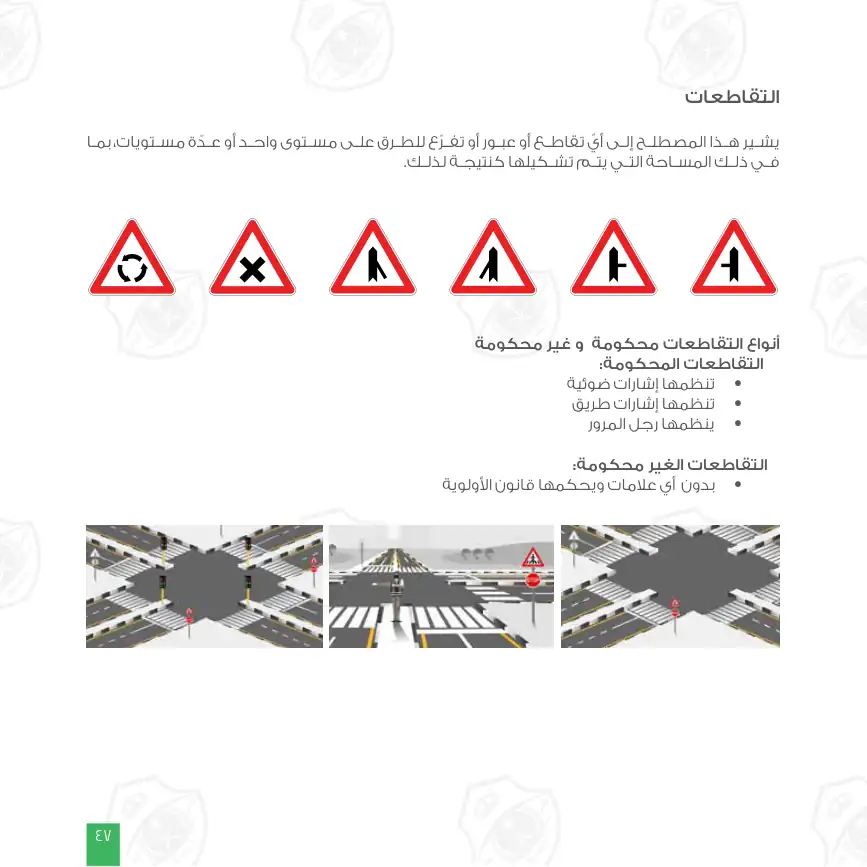 التقاطعات
يشير هذا المصطلح إلى أيّ تقاطع أو عبور أو تفرّع للطرق على مستوى واحد أو عدّة مستويات، بما
في ذلك المساحة التي يتم تشكيلها كنتيجة لذلك.
أنواع التقاطعات محكومة و غير محكومة
التقاطعات المحكومة:
• تنظمها إشارات ضوئية
• تنظمها إشارات طريق
• ينظمها رجل المرور
التقاطعات الغير محكومة:
• بدون أي علامات ويحكمها قانون الأولوية
STOP
٤٧